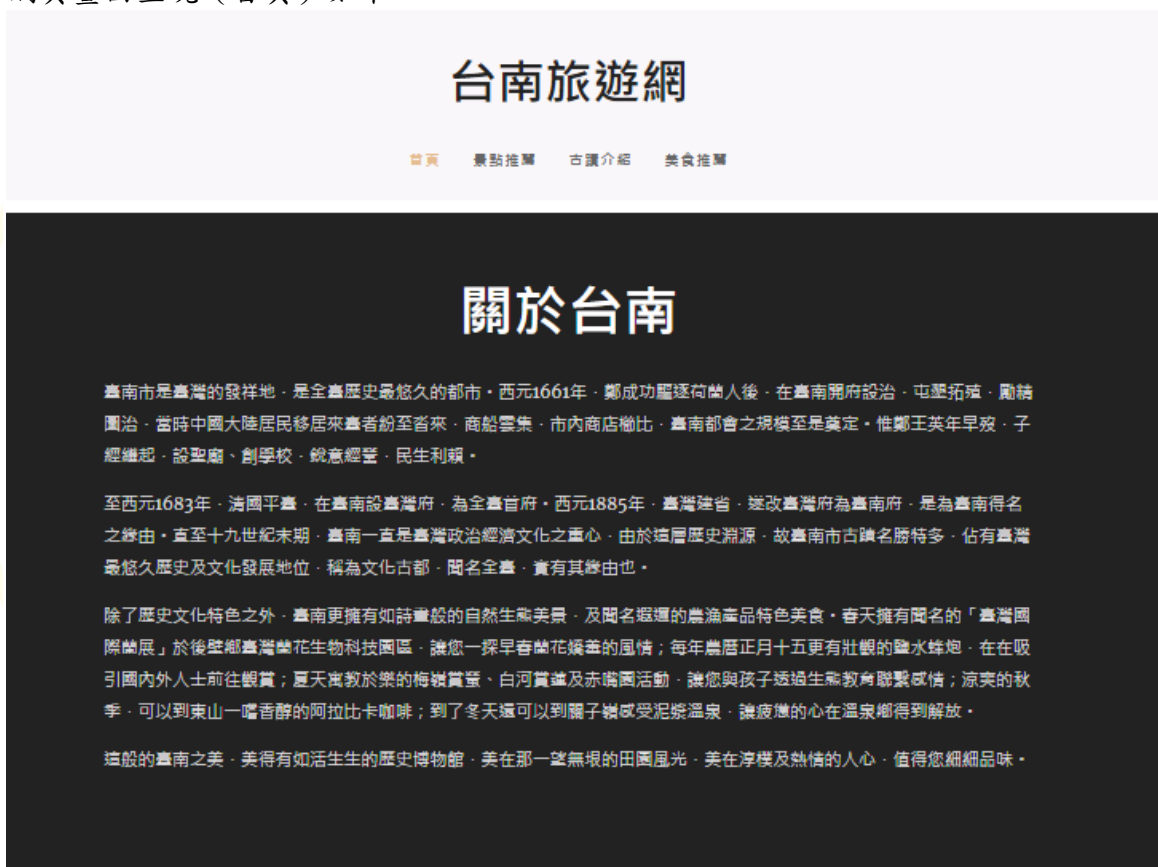 台南旅遊網
首頁 景點推薦 古蹟介紹 美食推薦
關於台南
臺南市是臺灣的發祥地，是全臺歷史最悠久的都市。西元1661年，鄭成功驅逐荷蘭人後，在臺南開府設治，屯墾拓殖，勵精
圖治，當時中國大陸居民移居來臺者紛至沓來，商船雲集，市內商店櫛比，臺南都會之規模至是奠定。惟鄭王英年早歿，子
經繼起，設聖廟、創學校，銳意經營，民生利賴。
至西元1683年，清國平臺，在臺南設臺灣府，為全臺首府。西元1885年，臺灣建省，遂改臺灣府為臺南府，是為臺南得名
之緣由。直至十九世紀末期，臺南一直是臺灣政治經濟文化之重心，由於這層歷史淵源，故臺南市古蹟名勝特多，佔有臺灣
最悠久歷史及文化發展地位，稱為文化古都，聞名全臺，實有其緣由也。
除了歷史文化特色之外，臺南更擁有如詩畫般的自然生態美景，及聞名遐邇的農漁產品特色美食。春天擁有聞名的「臺灣國
際蘭展」於後壁鄉臺灣蘭花生物科技園區，讓您一探早春蘭花嬌羞的風情；每年農曆正月十五更有壯觀的鹽水蜂炮，在在吸
引國內外人士前往觀賞；夏天寓教於樂的梅嶺賞螢、白河賞蓮及赤嘴園活動，讓您與孩子透過生態教育聯繫感情；涼爽的秋
季，可以到東山一嚐香醇的阿拉比卡咖啡；到了冬天還可以到關子嶺感受泥漿溫泉，讓疲憊的心在溫泉鄉得到解放。
這般的臺南之美，美得有如活生生的歷史博物館，美在那一望無垠的田園風光，美在淳樸及熱情的人心，值得您細細品味。